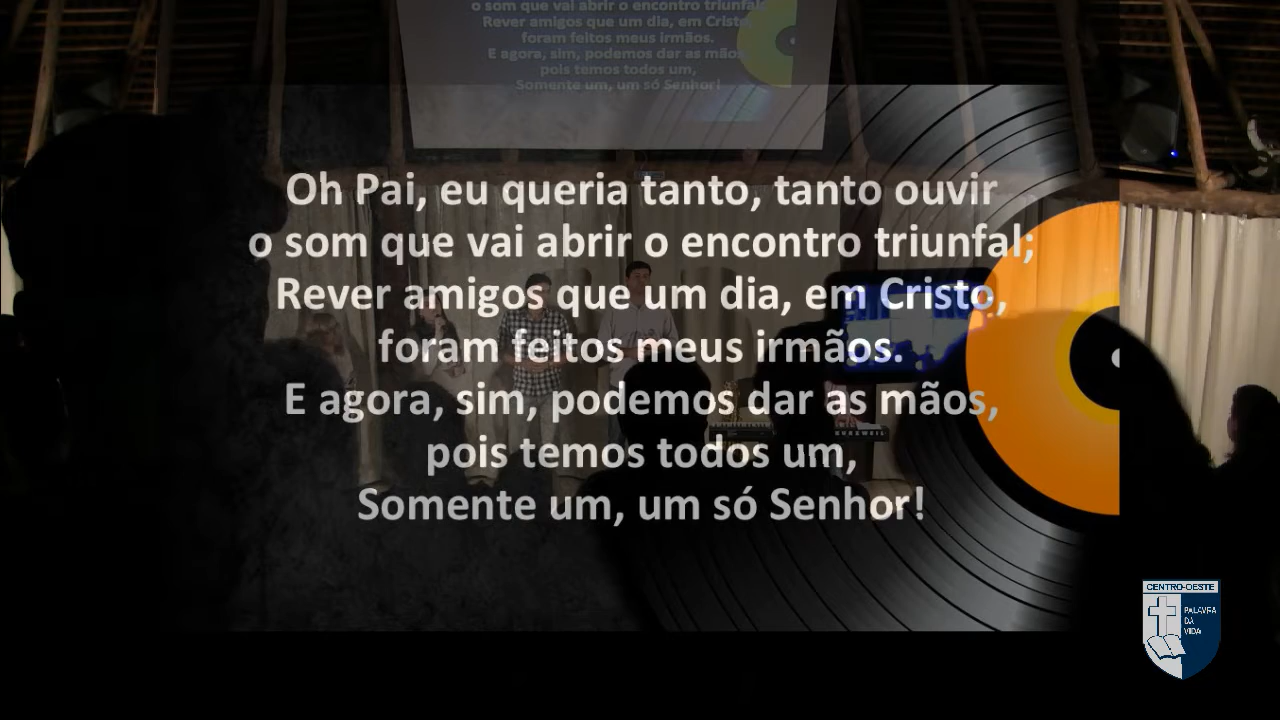 o som que vai abrir o encontro triunfal;
Rever amigos que um dia, em Cristo,
foram feitos meus irmãos.
E agora, sim, podemos dar as mãos,
pois temos todos um,
Somente um, um só Senhor!
Oh Pai, eu queria tanto, tanto ouvir
o som que vai abrir o encontro triunfal;
Rever amigos que um dia, em Cristo,
foram feitos meus irmãos.
E agora, sim, podemos dar as mãos,
pois temos todos um,
Somente um, um só Senhor!
KURZWEIL
CENTRO-OESTE
PALAVRA
DA
VIDA